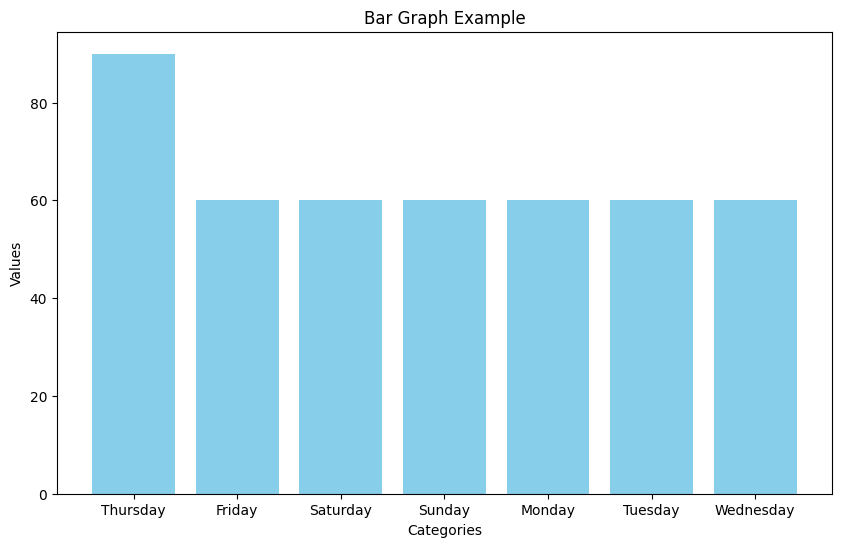 Bar Graph Example
Values
80
60
40
20
0
Thursday Friday Saturday Sunday Monday Tuesday Wednesday
Categories